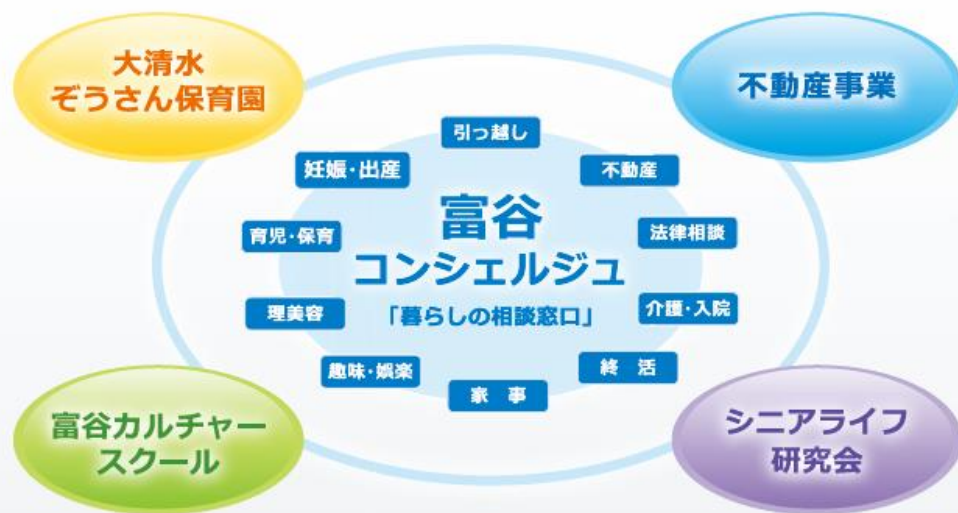 大清水
ぞうさん保育園
不動産事業
引っ越し
妊娠・出産
不動産
富谷
コンシェルジュ
「暮らしの相談窓口」
育児・保育
法律相談
理美容
介護・入院
趣味・娯楽
終 活
家 事
富谷カルチャー
スクール
シニアライフ
研究会